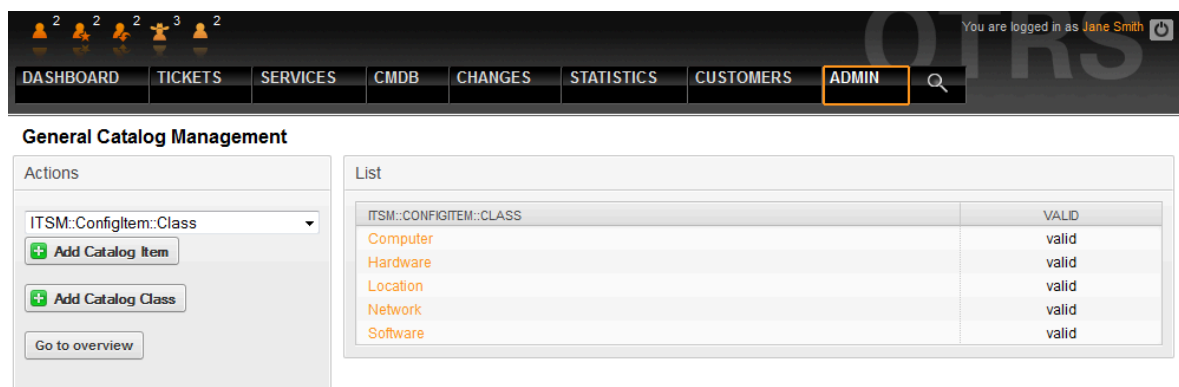 2 2 2 3 2
OTRS
You are logged in as Jane Smith
DASHBOARD TICKETS SERVICES CMDB CHANGES STATISTICS CUSTOMERS ADMIN
General Catalog Management
Actions
ITSM::ConfigItem::Class
Add Catalog Item
Add Catalog Class
Go to overview
List
ITSM::CONFIGITEM::CLASS VALID
Computer valid
Hardware valid
Location valid
Network valid
Software valid